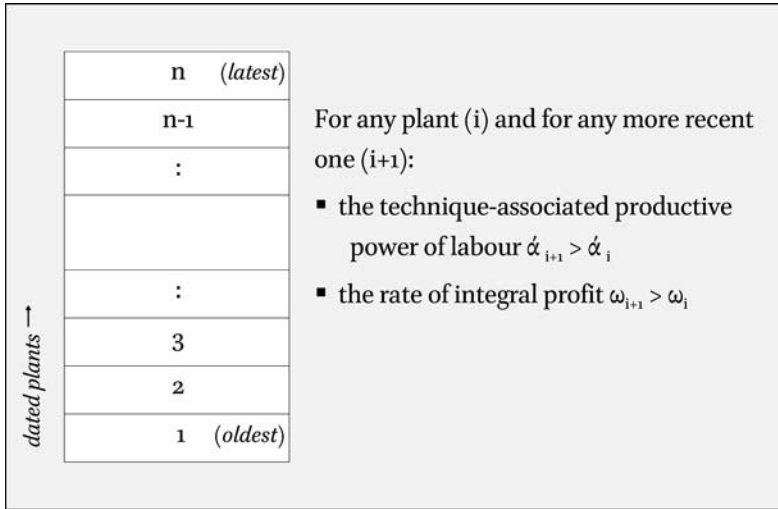 n (latest)
n-1
:
:
3
2
1 (oldest)
dated plants →
For any plant (i) and for any more recent
one (i+1):
▪ the technique-associated productive
power of labour ά́ i+1 > ά́ i
▪ the rate of integral profit ωi+1 > ωi